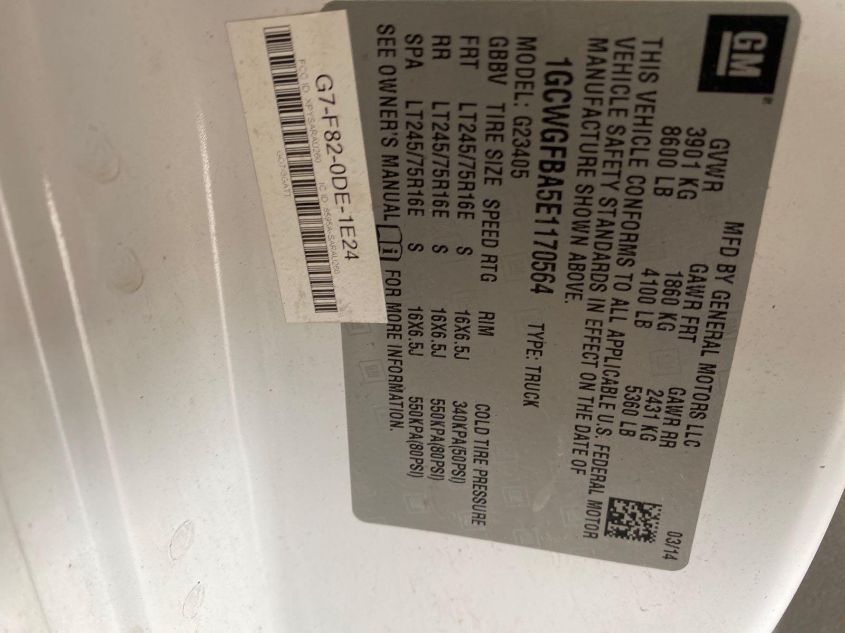 GM
MFD BY GENERAL MOTORS LLC
GVWR GAWR FRT GAWR RR
3901 KG 1860 KG 2431 KG
8600 LB 4100 LB 5360 LB
03/14
THIS VEHICLE CONFORMS TO ALL APPLICABLE U.S. FEDERAL MOTOR
VEHICLE SAFETY STANDARDS IN EFFECT ON THE DATE OF
MANUFACTURE SHOWN ABOVE.
1GCWGFBA5E1170564 TYPE: TRUCK
MODEL: G23405
GBBV TIRE SIZE SPEED RTG RIM COLD TIRE PRESSURE
FRT LT245/75R16E S 16X6.5J 340KPA(50PSI)
RR LT245/75R16E S 16X6.5J 550KPA(80PSI)
SPA LT245/75R16E S 16X6.5J 550KPA(80PSI)
SEE OWNER'S MANUAL FOR MORE INFORMATION.
G7-F82-0DE-1E24
FCC ID: IC ID: